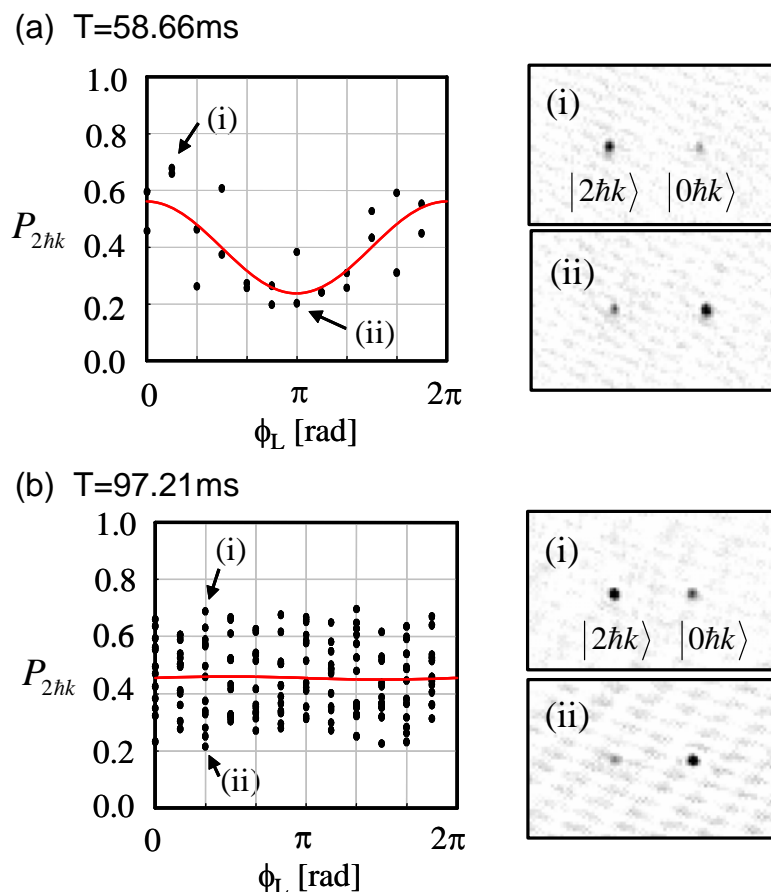 (a) T=58.66ms
1.0
0.8
0.6
0.4
0.2
0.0
P2ħk
(i)
(ii)
0 π 2π
ϕL [rad]
(i)
|2ħk⟩ |0ħk⟩
(ii)
(b) T=97.21ms
1.0
0.8
0.6
0.4
0.2
0.0
P2ħk
(i)
(ii)
0 π 2π
ϕL [rad]
(i)
|2ħk⟩ |0ħk⟩
(ii)